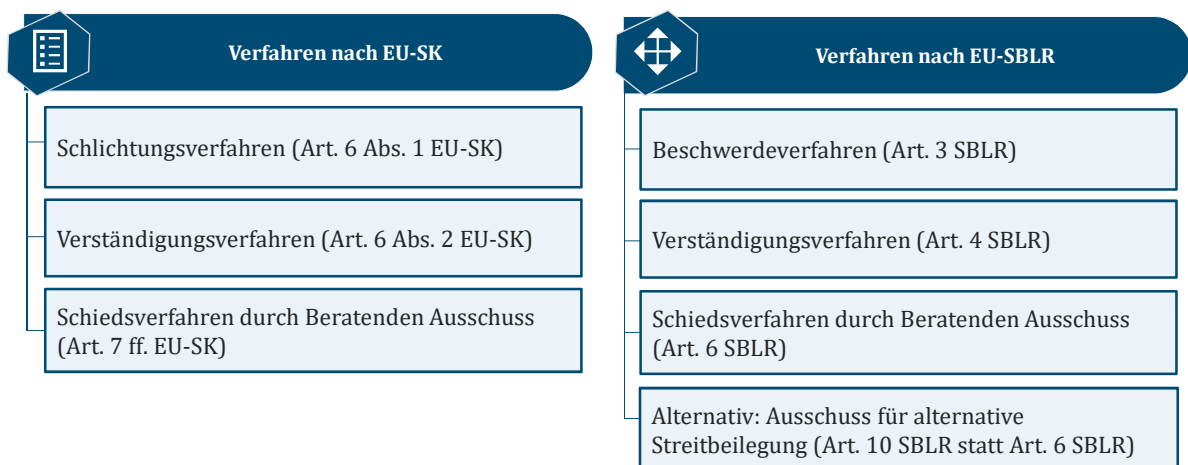 Verfahren nach EU-SK
Schlichtungsverfahren (Art. 6 Abs. 1 EU-SK)
Verständigungsverfahren (Art. 6 Abs. 2 EU-SK)
Schiedsverfahren durch Beratenden Ausschuss
(Art. 7 ff. EU-SK)
Verfahren nach EU-SBLR
Beschwerdeverfahren (Art. 3 SBLR)
Verständigungsverfahren (Art. 4 SBLR)
Schiedsverfahren durch Beratenden Ausschuss
(Art. 6 SBLR)
Alternativ: Ausschuss für alternative
Streitbeilegung (Art. 10 SBLR statt Art. 6 SBLR)